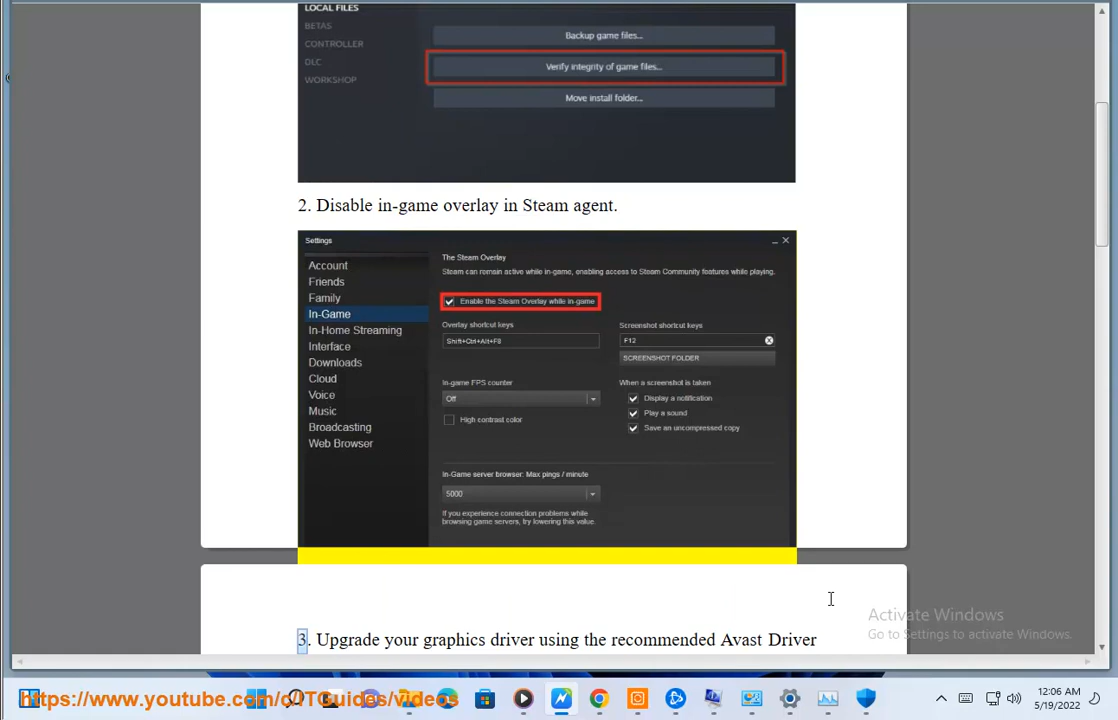 LOCAL FILES
BETAS
CONTROLLER
DLC
WORKSHOP
Backup game files...
Verify integrity of game files...
Move install folder...
2. Disable in-game overlay in Steam agent.
Settings
Account
Friends
Family
In-Game
In-Home Streaming
Interface
Downloads
Cloud
Voice
Music
Broadcasting
Web Browser
The Steam Overlay
Steam can remain active while in-game, enabling access to Steam Community features while playing.
Enable the Steam Overlay while in-game
Overlay shortcut keys
Shift+Ctrl+Alt+F8
Screenshot shortcut keys
F12
SCREENSHOT FOLDER
In-game FPS counter
Off
High contrast color
When a screenshot is taken
Display a notification
Play a sound
Save an uncompressed copy
In-Game server browser: Max pings / minute
5000
If you experience connection problems while
browsing game servers, try lowering this value.
3. Upgrade your graphics driver using the recommended Avast Driver
Activate Windows
Go to Settings to activate Windows.
https://www.youtube.com/c/ITGuides/videos
12:06 AM
5/19/2022